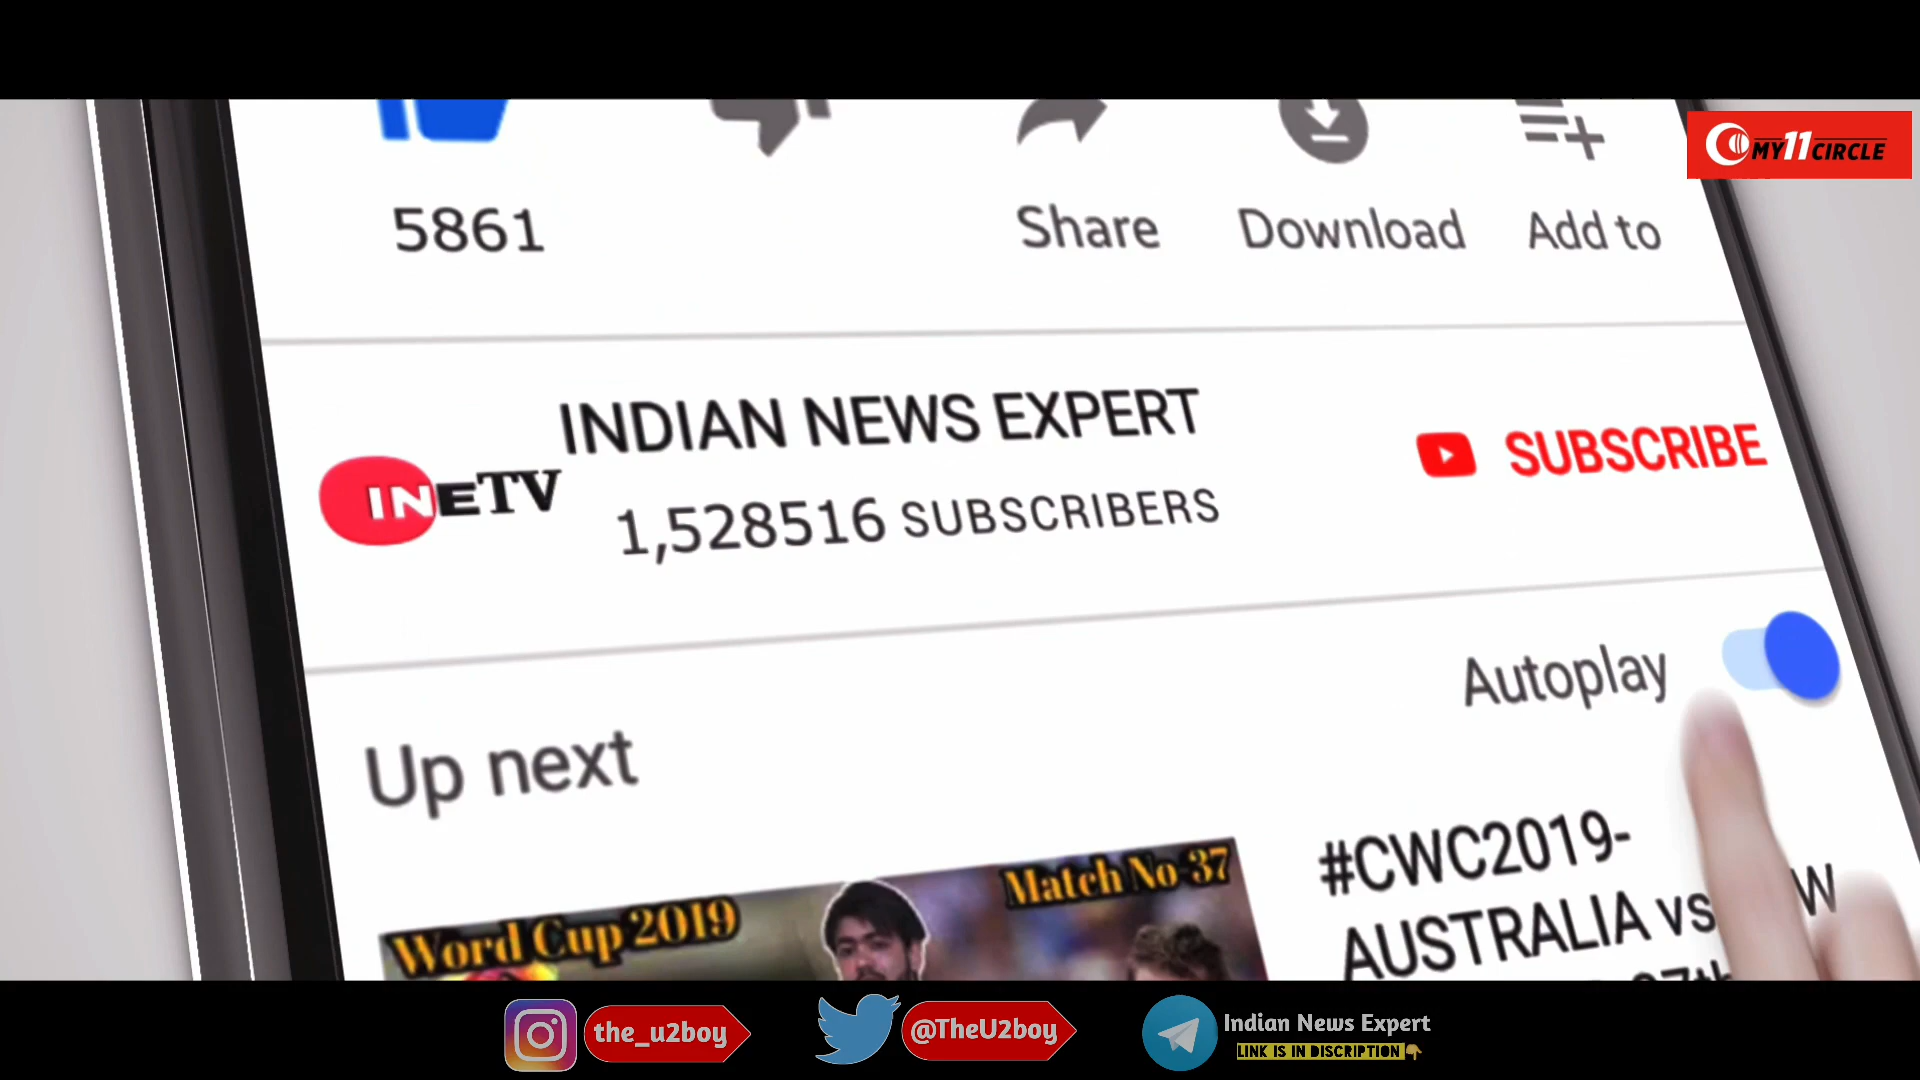 MY11CIRCLE
5861
Share
Download
Add to
INDIAN NEWS EXPERT
INETV
1,528516 SUBSCRIBERS
SUBSCRIBE
Autoplay
Up next
Word Cup 2019
Match No-37
#CWC2019-
AUSTRALIA vs
W
37th
the_u2boy
@TheU2boy
Indian News Expert
LINK IS IN DISCRIPTION